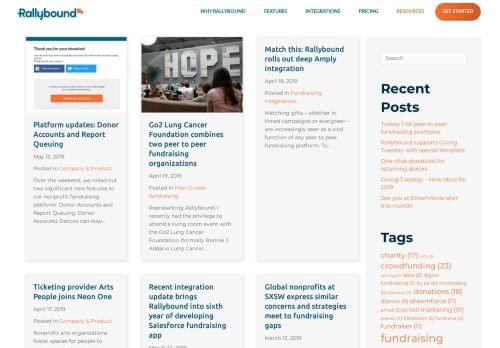 Rallybound
WHY RALLYBOUND
FEATURES
INTEGRATIONS
PRICING
RESOURCES
GET STARTED
Thank you for your donation!
Platform updates: Donor
Accounts and Report
Queuing
May 13, 2019
Posted in Company & Product
Over the weekend, we rolled out
two significant new features to
our nonprofit fundraising
platform: Donor Accounts and
Report Queuing. Donor
Accounts Donors can now...
HOPE
Go2 Lung Cancer
Foundation combines
two peer to peer
fundraising
organizations
April 19, 2019
Posted in Peer to peer
fundraising
Representing Rallybound, I
recently had the privilege to
attend a living room event with
the Go2 Lung Cancer
Foundation (formally Bonnie J.
Addario Lung Cancer...
Match this: Rallybound
rolls out deep Amply
integration
April 18, 2019
Posted in Fundraising
integrations
Matching gifts – whether in
timed campaigns or evergreen –
are increasingly seen as a vital
function of any peer to peer
fundraising platform. To...
Ticketing provider Arts
People joins Neon One
April 17, 2019
Posted in Company & Product
Nonprofit arts organizations
foster spaces for people to
Recent integration
update brings
Rallybound into sixth
year of developing
Salesforce fundraising
app
Global nonprofits at
SXSW express similar
concerns and strategies
meet to fundraising
gaps
March 13, 2019
Search
Recent
Posts
Turkey Trot peer to peer
fundraising examples
Rallybound supports Giving
Tuesday with special template
One-click donations for
returning donors
Giving Tuesday – New ideas for
2019
See you at Dreamforce later
this month!
Tags
charity (17)
crowdfunding (23)
data (5) digital
fundraising (5) diy (4) diy fundraising
(5) donation (3) donations (18)
donors (8) dreamforce (11)
email (5) email marketing (10)
events (4) Facebook (5) fundraise (4)
fundraiser (11)
fundraising